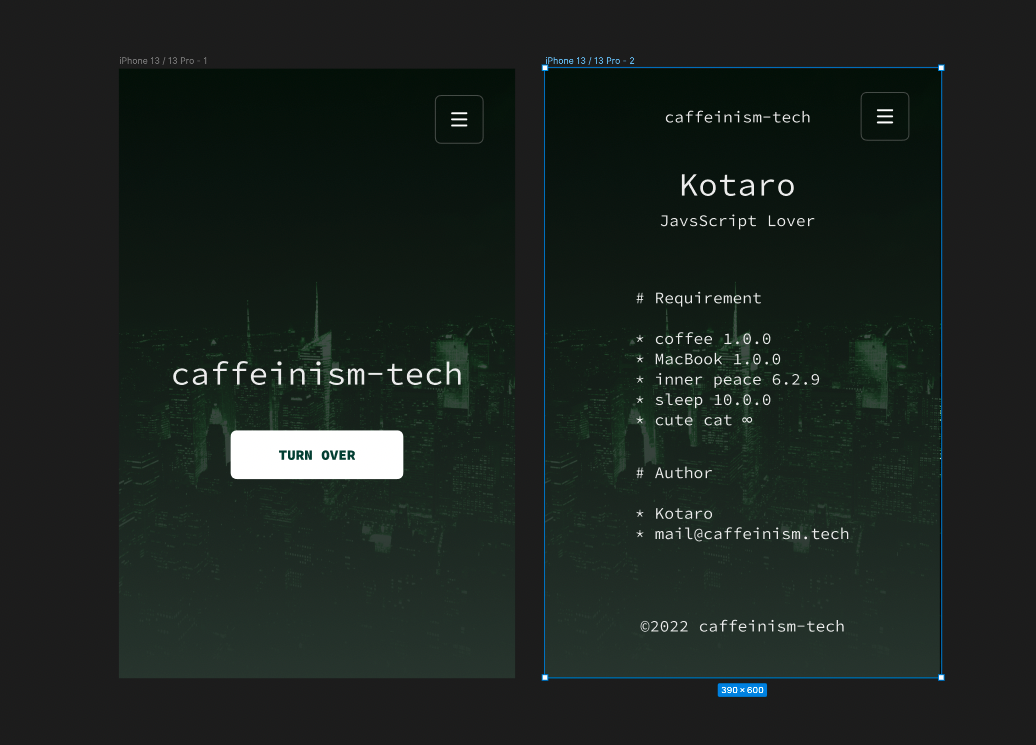 iPhone 13 / 13 Pro - 1
caffeinism-tech
TURN OVER
iPhone 13 / 13 Pro - 2
caffeinism-tech
Kotaro
JavsScript Lover
# Requirement
* coffee 1.0.0
* MacBook 1.0.0
* inner peace 6.2.9
* sleep 10.0.0
* cute cat ∞
# Author
* Kotaro
* mail@caffeinism.tech
©2022 caffeinism-tech
390 × 600